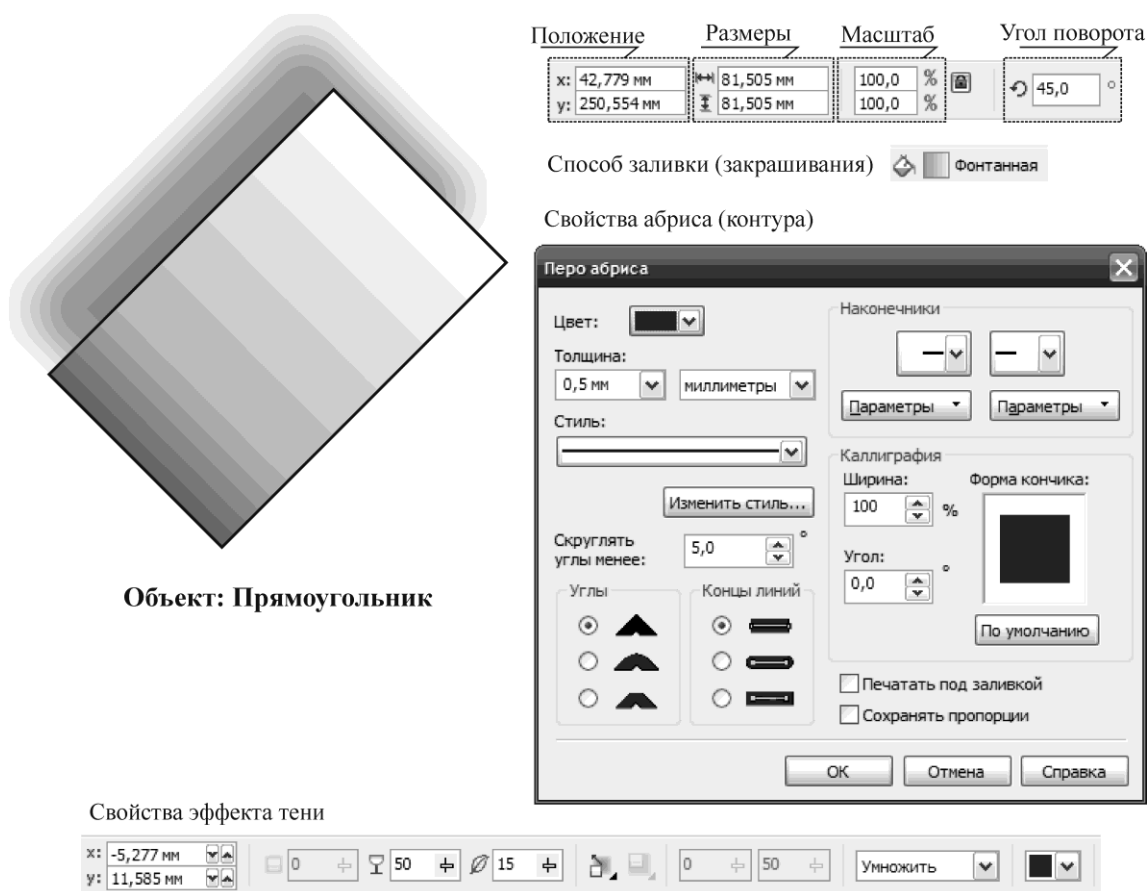 Положение Размеры Масштаб Угол поворота
x: 42,779 мм 81,505 мм 100,0 % 45,0 °
y: 250,554 мм 81,505 мм 100,0 %
Способ заливки (закрашивания) Фонтанная
Свойства абриса (контура)
Перо абриса
Цвет:
Толщина:
0,5 мм миллиметры
Стиль:
Изменить стиль...
Скруглять
углы менее: 5,0 °
Углы Концы линий
Наконечники
Параметры Параметры
Каллиграфия
Ширина: Форма кончика:
100 %
Угол:
0,0 °
По умолчанию
Печатать под заливкой
Сохранять пропорции
OK Отмена Справка
Объект: Прямоугольник
Свойства эффекта тени
x: -5,277 мм 0 50 15 0 50 Умножить
y: 11,585 мм